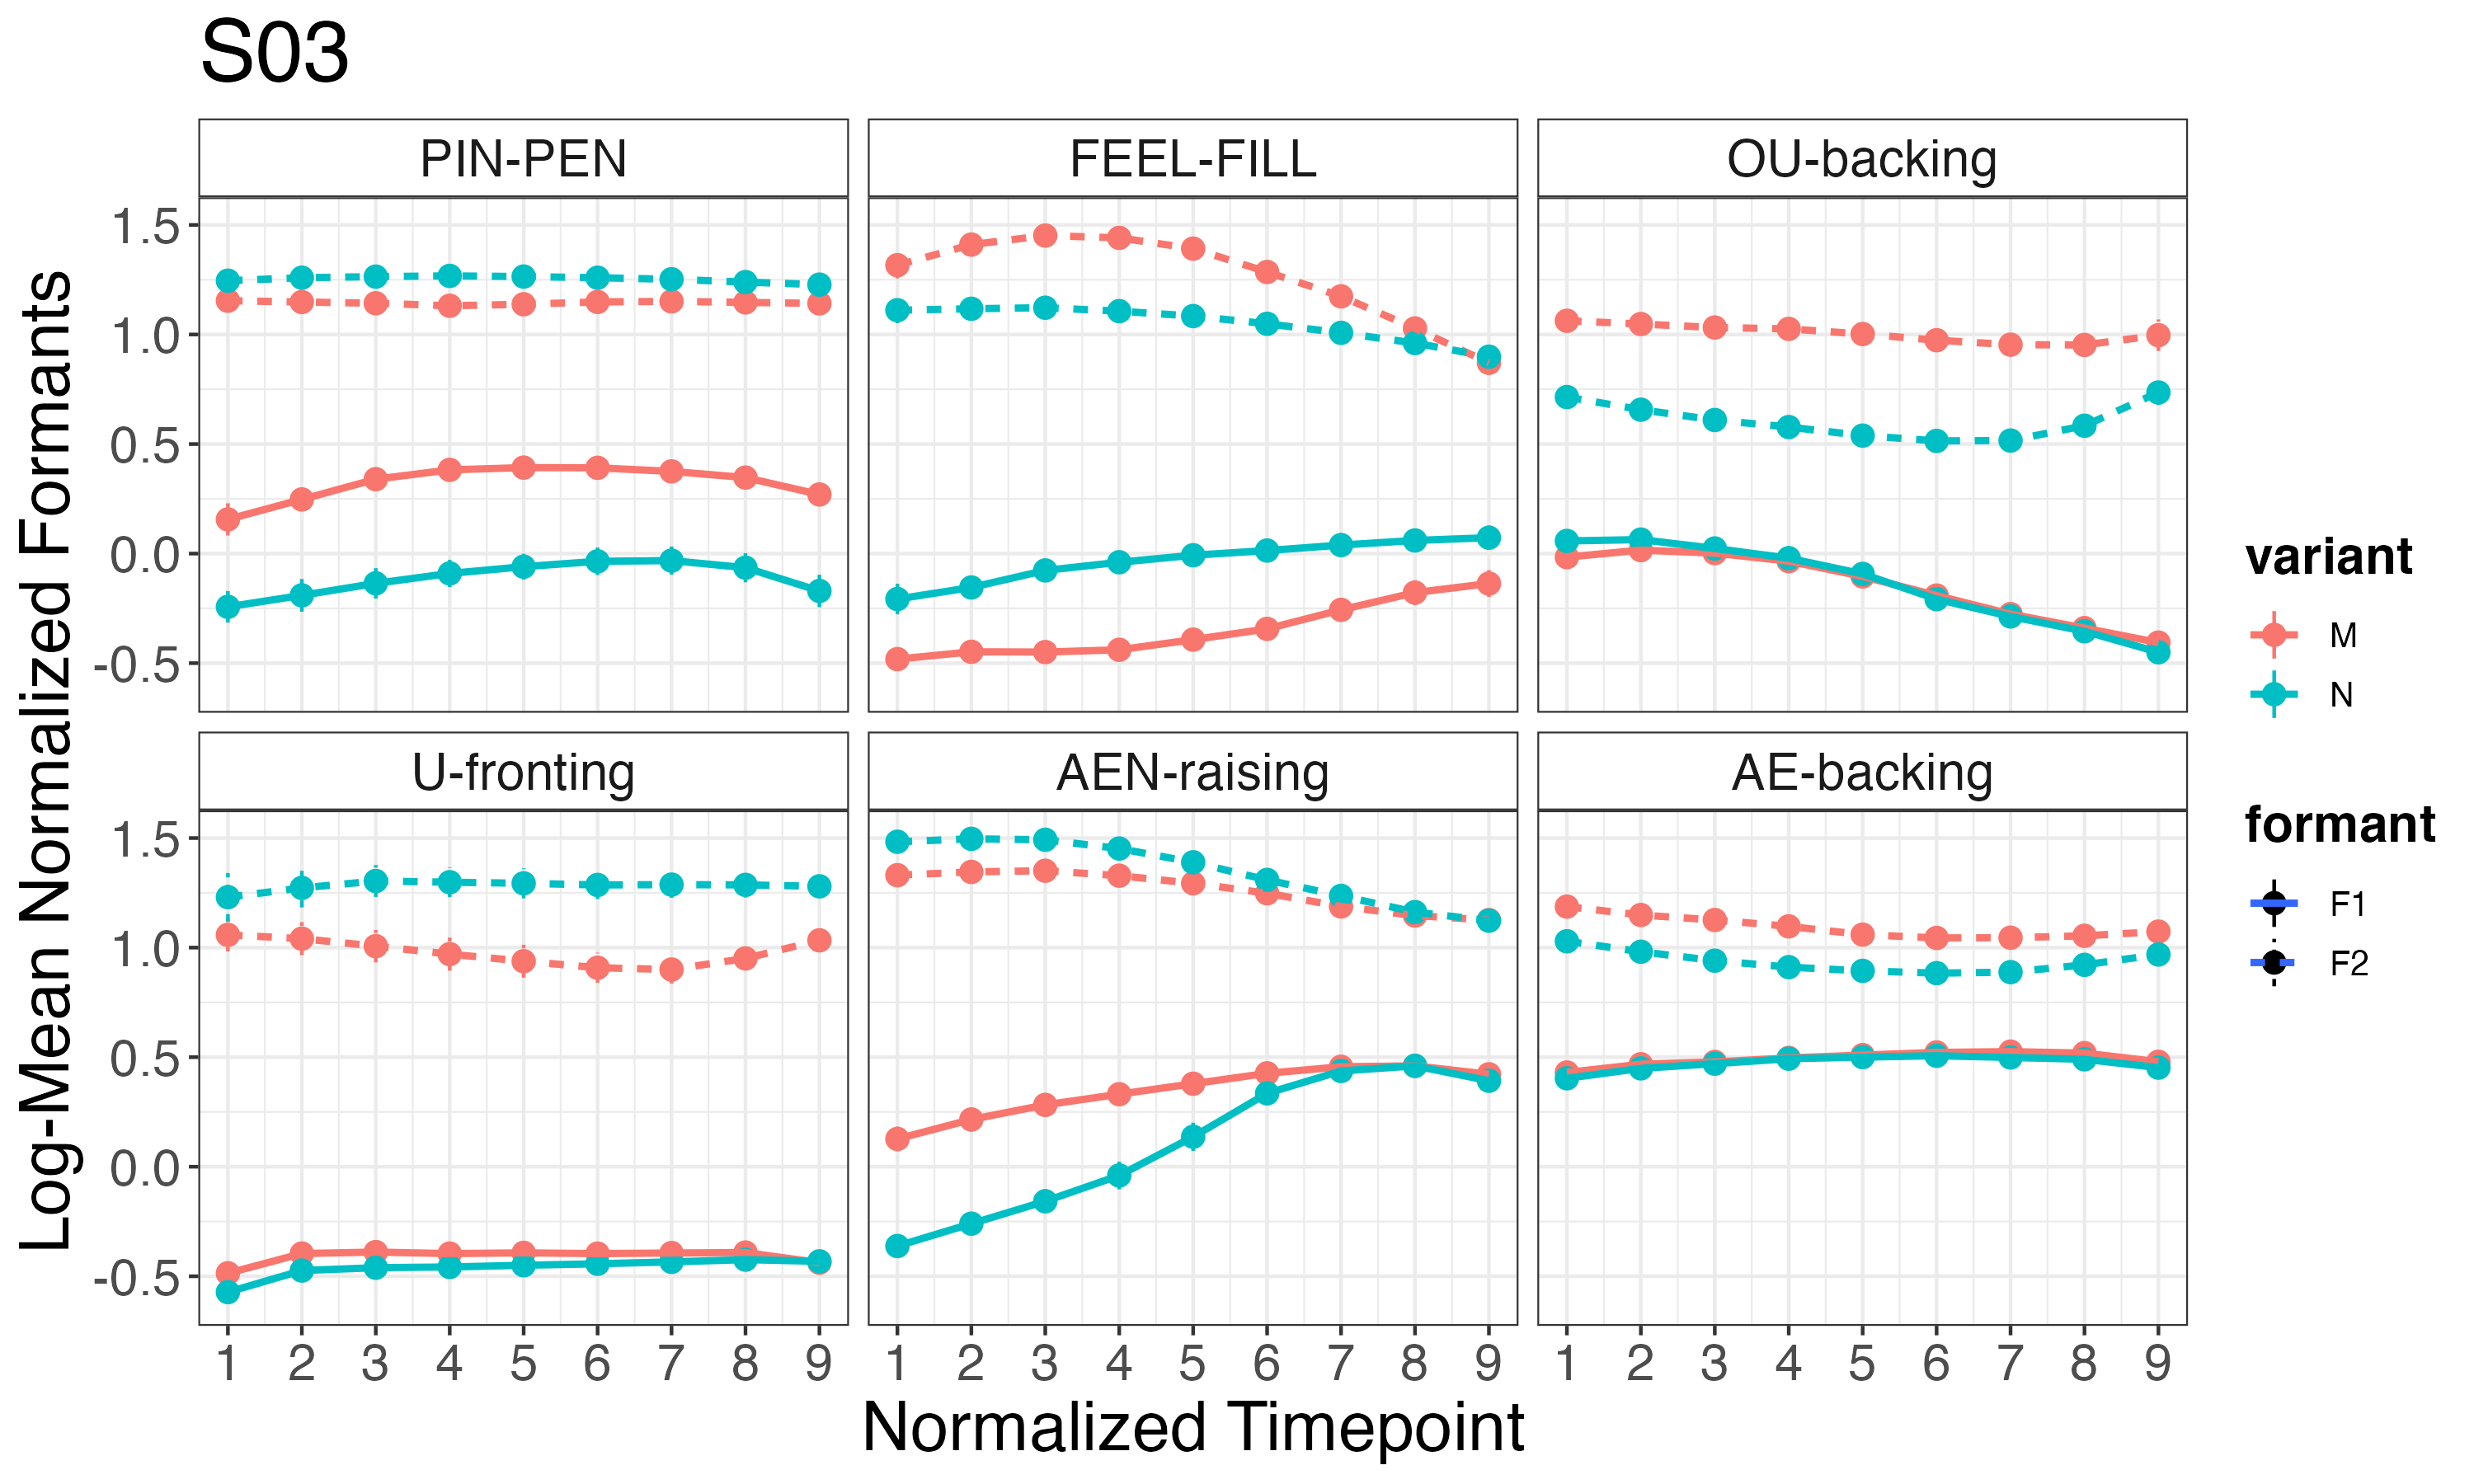 S03
PIN-PEN
FEEL-FILL
OU-backing
1.5
1.0
0.5
0.0
-0.5
U-fronting
AEN-raising
AE-backing
1.5
1.0
0.5
0.0
-0.5
1 2 3 4 5 6 7 8 9
1 2 3 4 5 6 7 8 9
1 2 3 4 5 6 7 8 9
Normalized Timepoint
Log-Mean Normalized Formants
variant
M
N
formant
F1
F2